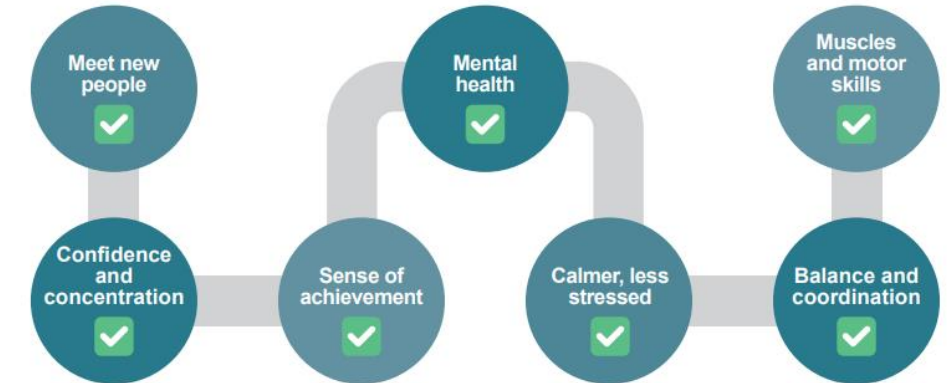 Meet new
people
Mental
health
Muscles
and motor
skills
Confidence
and
concentration
Sense of
achievement
Calmer, less
stressed
Balance and
coordination